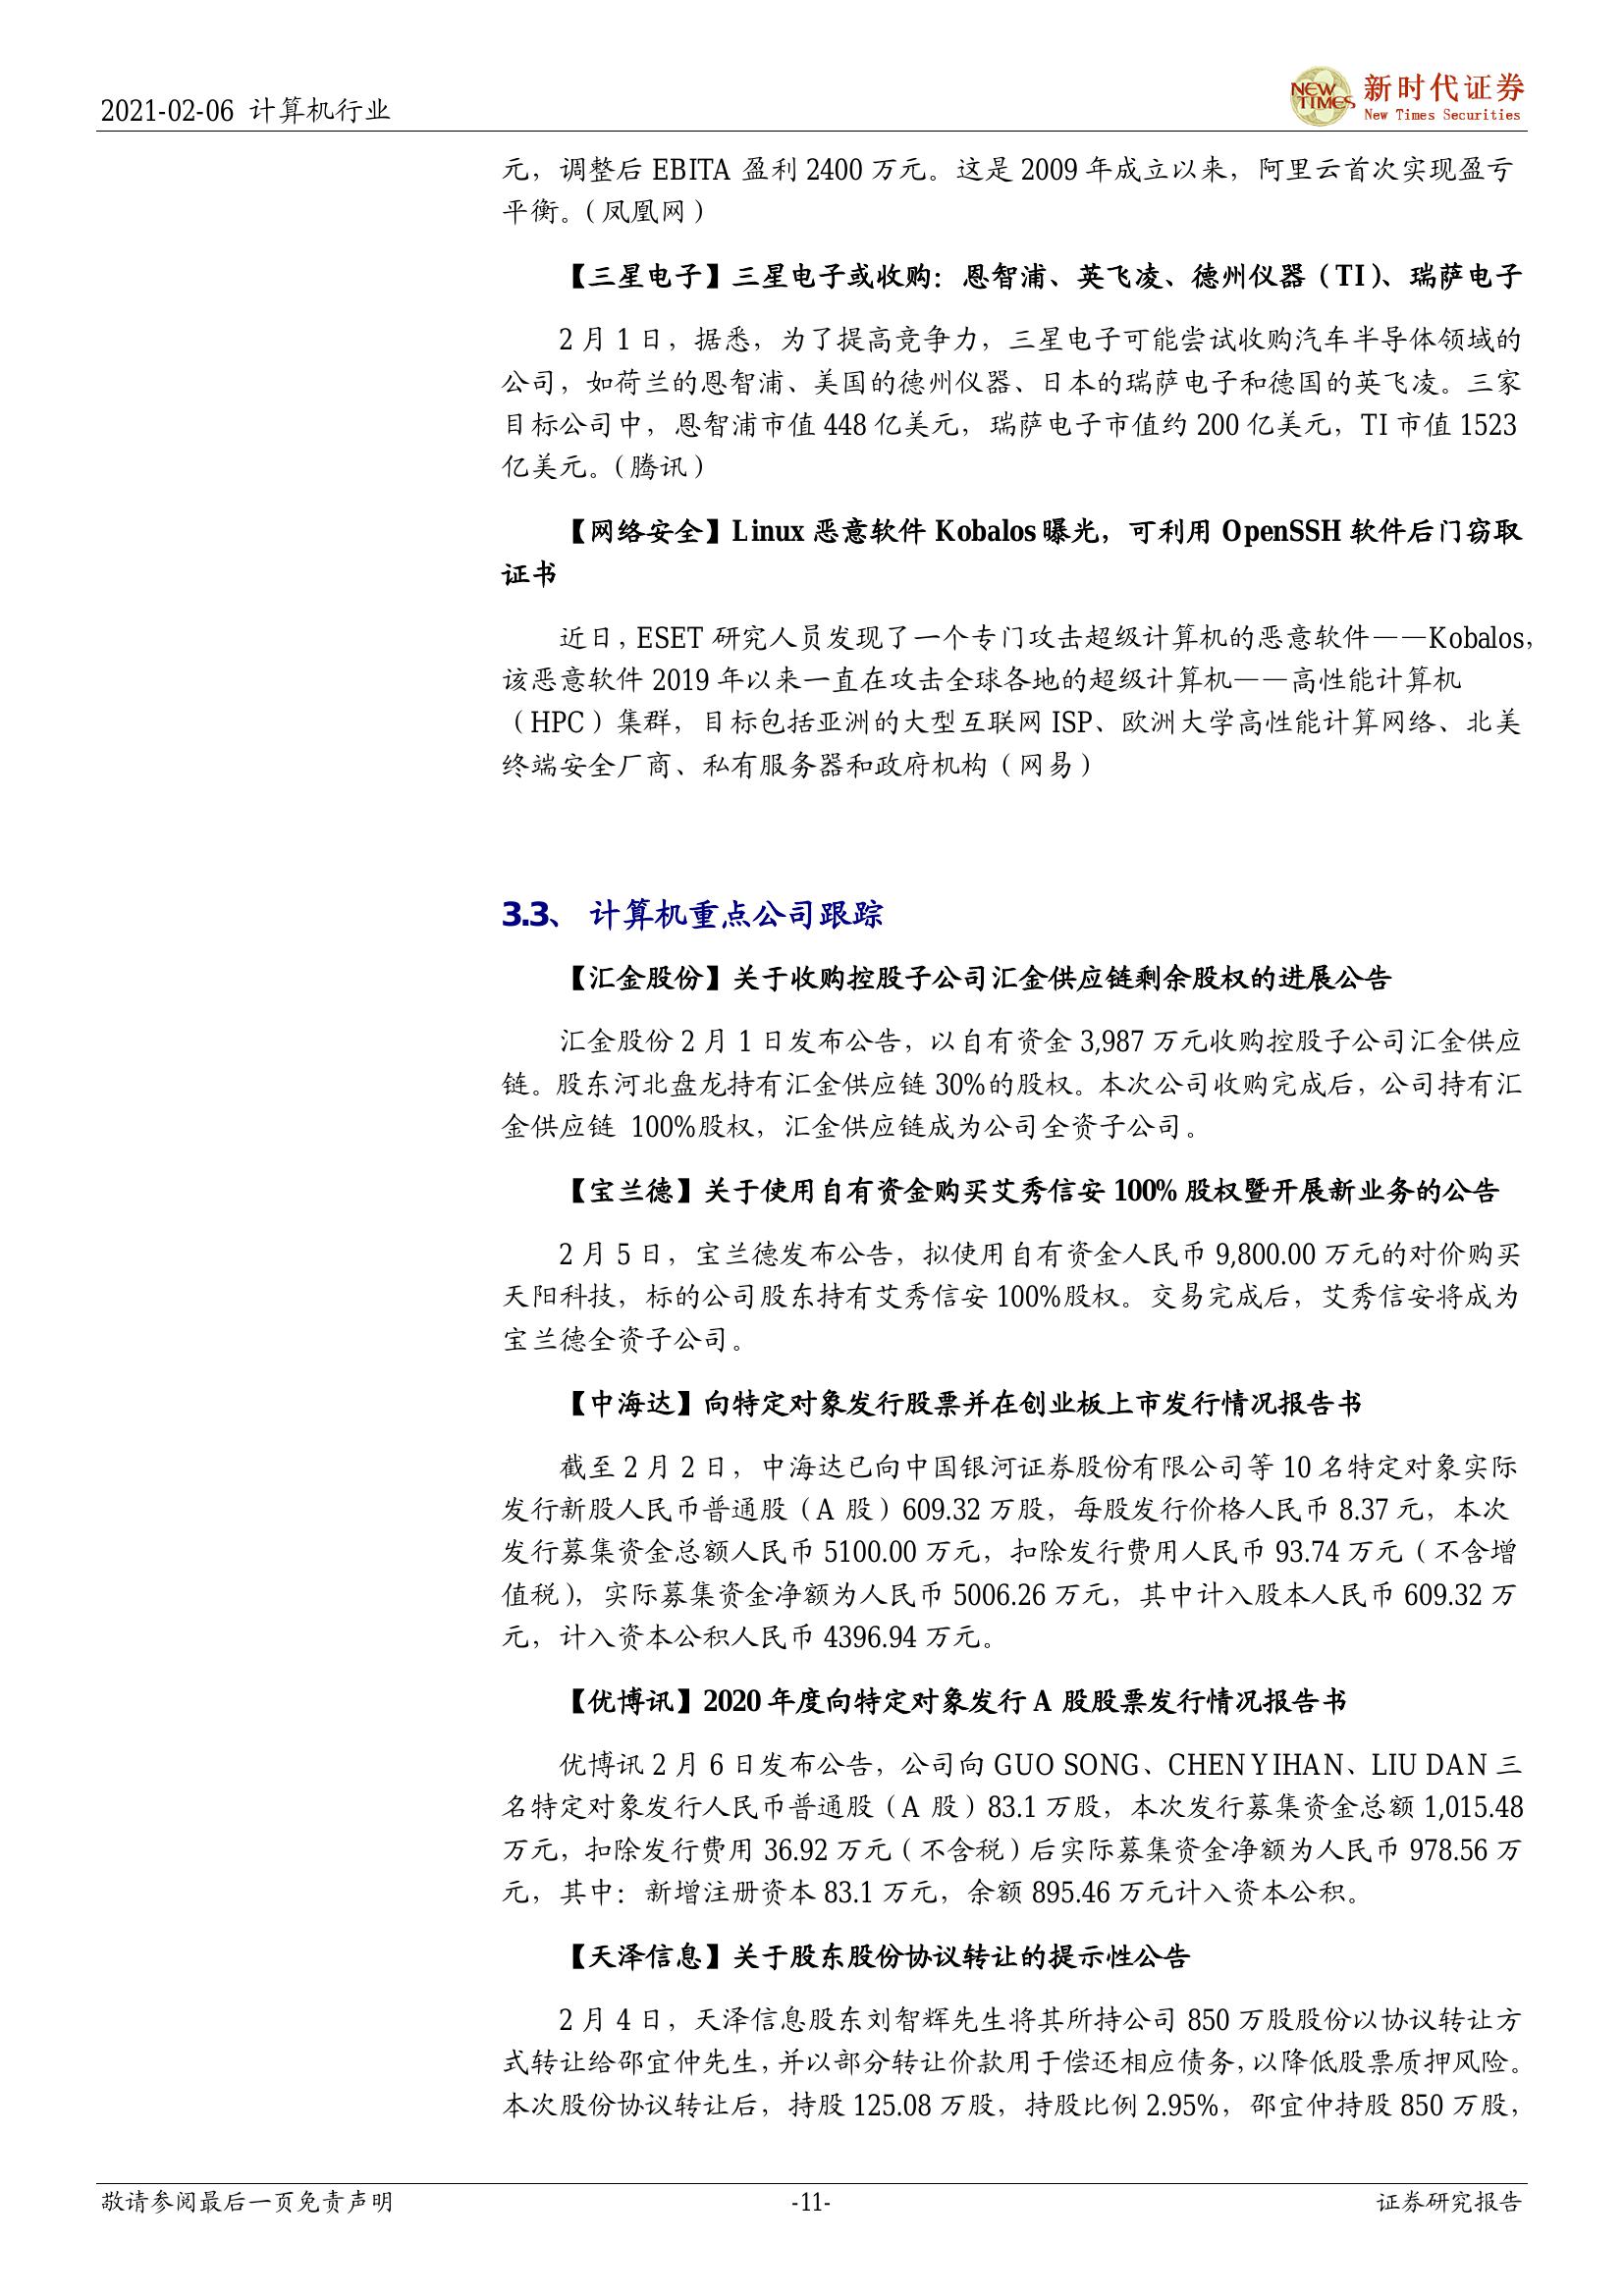 2021-02-06 计算机行业
NEW TIMES
新时代证券
New Times Securities
元，调整后 EBITA 盈利 2400 万元。这是 2009 年成立以来，阿里云首次实现盈亏
平衡。（凤凰网）
【三星电子】三星电子或收购：恩智浦、英飞凌、德州仪器（TI）、瑞萨电子
2 月 1 日，据悉，为了提高竞争力，三星电子可能尝试收购汽车半导体领域的
公司，如荷兰的恩智浦、美国的德州仪器、日本的瑞萨电子和德国的英飞凌。三家
目标公司中，恩智浦市值 448 亿美元，瑞萨电子市值约 200 亿美元，TI 市值 1523
亿美元。（腾讯）
【网络安全】Linux 恶意软件 Kobalos 曝光，可利用 OpenSSH 软件后门窃取
证书
近日，ESET 研究人员发现了一个专门攻击超级计算机的恶意软件——Kobalos，
该恶意软件 2019 年以来一直在攻击全球各地的超级计算机——高性能计算机
（HPC）集群，目标包括亚洲的大型互联网 ISP、欧洲大学高性能计算网络、北美
终端安全厂商、私有服务器和政府机构（网易）
3.3、 计算机重点公司跟踪
【汇金股份】关于收购控股子公司汇金供应链剩余股权的进展公告
汇金股份 2 月 1 日发布公告，以自有资金 3,987 万元收购控股子公司汇金供应
链。股东河北盘龙持有汇金供应链 30%的股权。本次公司收购完成后，公司持有汇
金供应链 100%股权，汇金供应链成为公司全资子公司。
【宝兰德】关于使用自有资金购买艾秀信安 100% 股权暨开展新业务的公告
2 月 5 日，宝兰德发布公告，拟使用自有资金人民币 9,800.00 万元的对价购买
天阳科技，标的公司股东持有艾秀信安 100%股权。交易完成后，艾秀信安将成为
宝兰德全资子公司。
【中海达】向特定对象发行股票并在创业板上市发行情况报告书
截至 2 月 2 日，中海达已向中国银河证券股份有限公司等 10 名特定对象实际
发行新股人民币普通股（A 股）609.32 万股，每股发行价格人民币 8.37 元，本次
发行募集资金总额人民币 5100.00 万元，扣除发行费用人民币 93.74 万元（不含增
值税），实际募集资金净额为人民币 5006.26 万元，其中计入股本人民币 609.32 万
元，计入资本公积人民币 4396.94 万元。
【优博讯】2020 年度向特定对象发行 A 股股票发行情况报告书
优博讯 2 月 6 日发布公告，公司向 GUO SONG、CHEN YIHAN、LIU DAN 三
名特定对象发行人民币普通股（A 股）83.1 万股，本次发行募集资金总额 1,015.48
万元，扣除发行费用 36.92 万元（不含税）后实际募集资金净额为人民币 978.56 万
元，其中：新增注册资本 83.1 万元，余额 895.46 万元计入资本公积。
【天泽信息】关于股东股份协议转让的提示性公告
2 月 4 日，天泽信息股东刘智辉先生将其所持公司 850 万股股份以协议转让方
式转让给邵宜仲先生，并以部分转让价款用于偿还相应债务，以降低股票质押风险。
本次股份协议转让后，持股 125.08 万股，持股比例 2.95%，邵宜仲持股 850 万股，
敬请参阅最后一页免责声明
-11-
证券研究报告